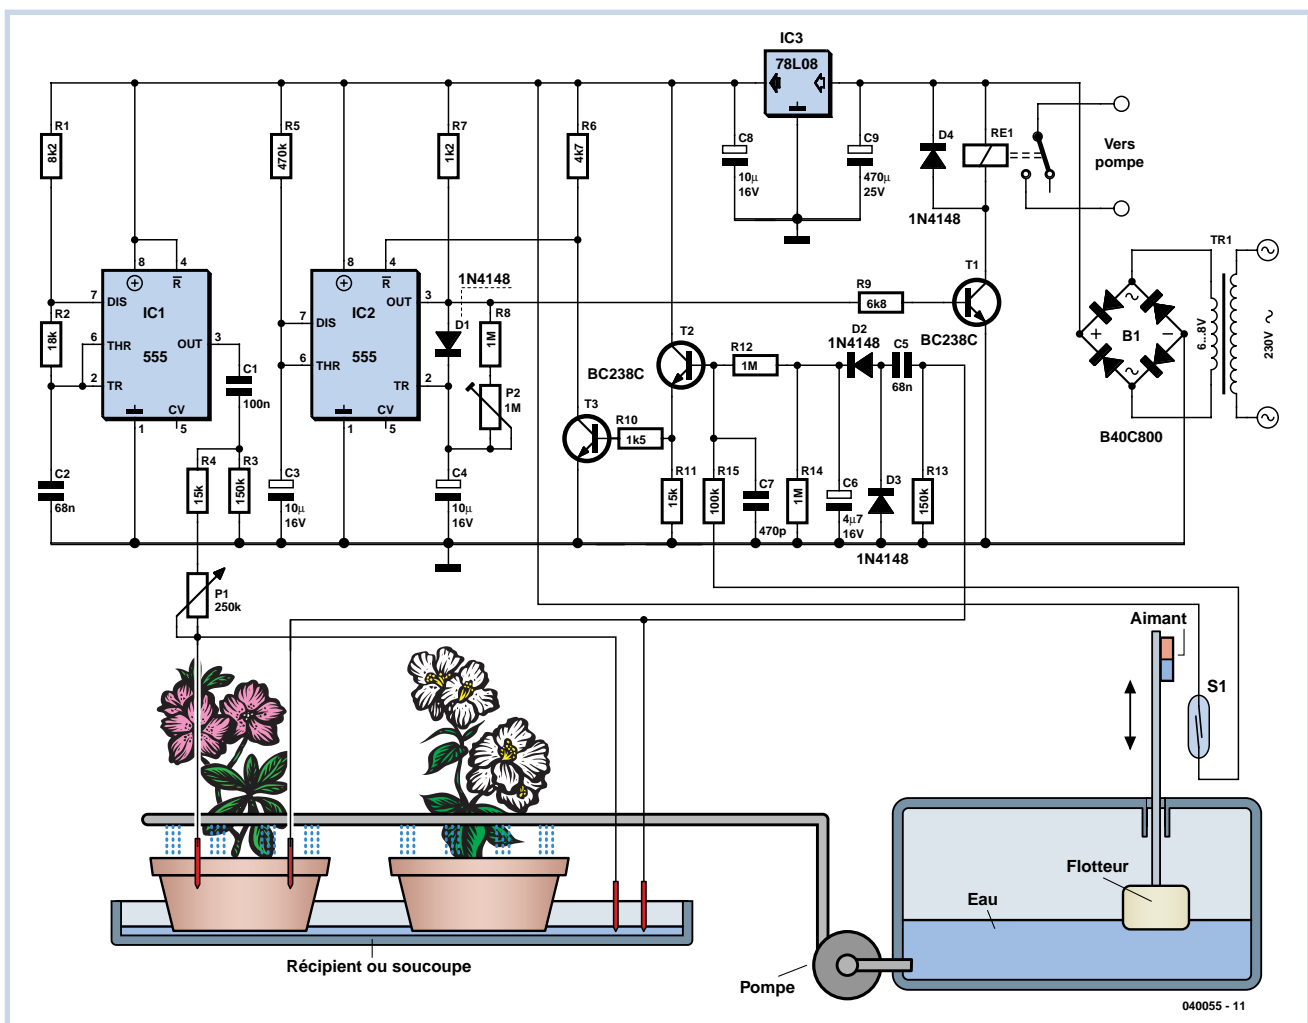 IC3
78L08
R1
8k2
R5
470k
R7
1k2
R6
4k7
C8
10µ
16V
C9
470µ
25V
D4
1N4148
RE1
Vers
pompe
TR1
6...8V
230V ~
B1
+
−
~
~
B40C800
T1
BC238C
R9
6k8
8
4
R
7
DIS
IC1
6
THR
555
OUT
3
2
TR
CV
1
5
R2
18k
C1
100n
C2
68n
R4
15k
R3
150k
P1
250k
8
4
R
OUT
3
7
DIS
IC2
6
THR
555
TR
2
CV
1
5
1N4148
D1
R8
1M
P2
1M
C3
10µ
16V
C4
10µ
16V
T2
BC238C
T3
R10
1k5
R12
1M
D2
1N4148
C5
68n
R11
15k
R15
100k
C7
470p
R14
1M
C6
4µ7
16V
D3
1N4148
R13
150k
Aimant
S1
Flotteur
Eau
Récipient ou soucoupe
Pompe
040055 - 11